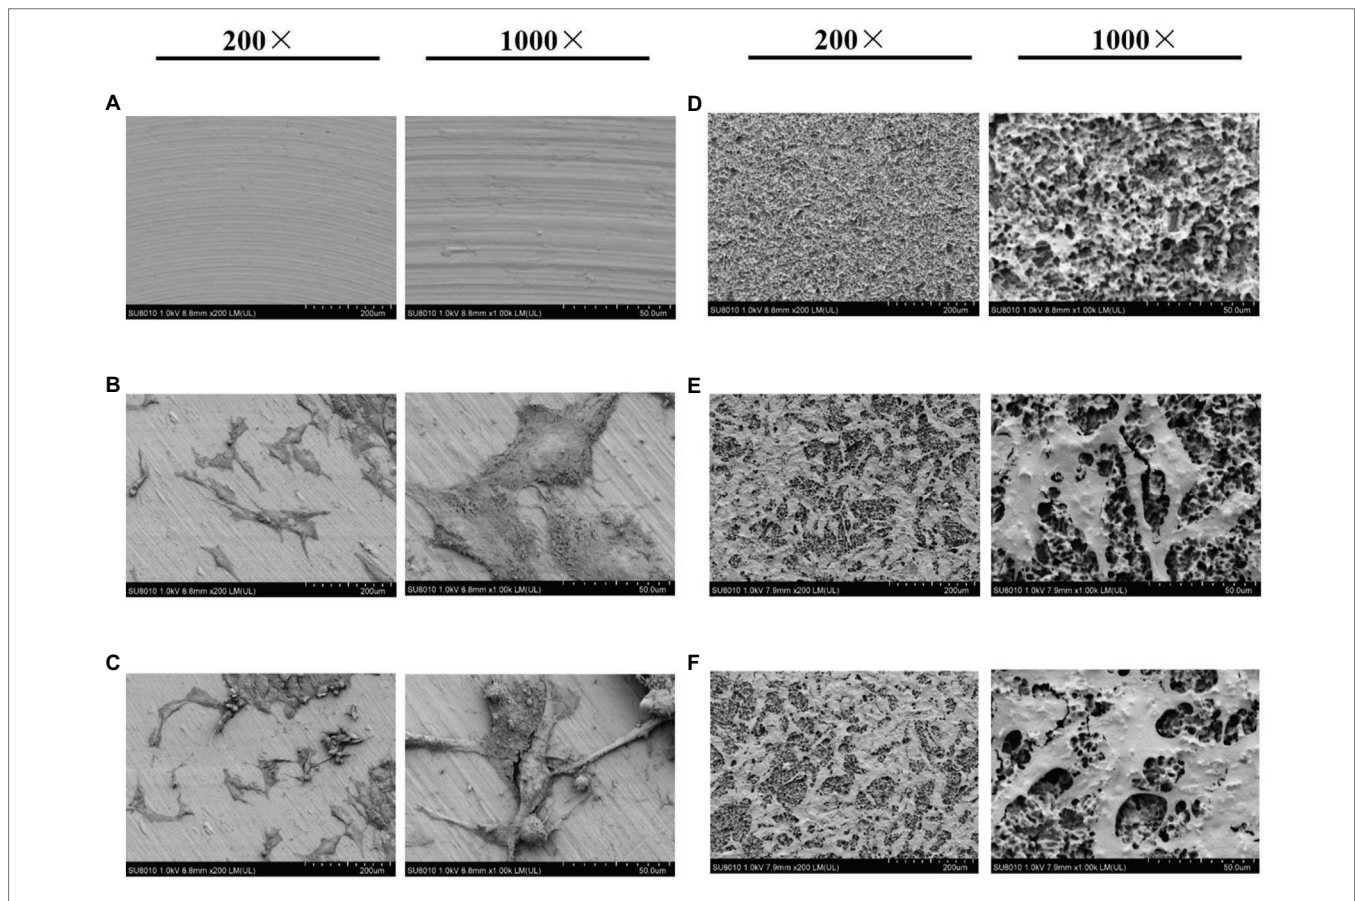 200× 1000× 200× 1000×
A D
SU8010 1.0kV 8.8mm x200 LM(UL) 200um SU8010 1.0kV 8.8mm x1.00k LM(UL) 50.0um SU8010 1.0kV 8.8mm x200 LM(UL) 200um SU8010 1.0kV 8.8mm x1.00k LM(UL) 50.0um
B E
SU8010 1.0kV 8.8mm x200 LM(UL) 200um SU8010 1.0kV 8.8mm x1.00k LM(UL) 50.0um SU8010 1.0kV 7.9mm x200 LM(UL) 200um SU8010 1.0kV 7.9mm x1.00k LM(UL) 50.0um
C F
SU8010 1.0kV 8.8mm x200 LM(UL) 200um SU8010 1.0kV 8.8mm x1.00k LM(UL) 50.0um SU8010 1.0kV 7.9mm x200 LM(UL) 200um SU8010 1.0kV 7.9mm x1.00k LM(UL) 50.0um